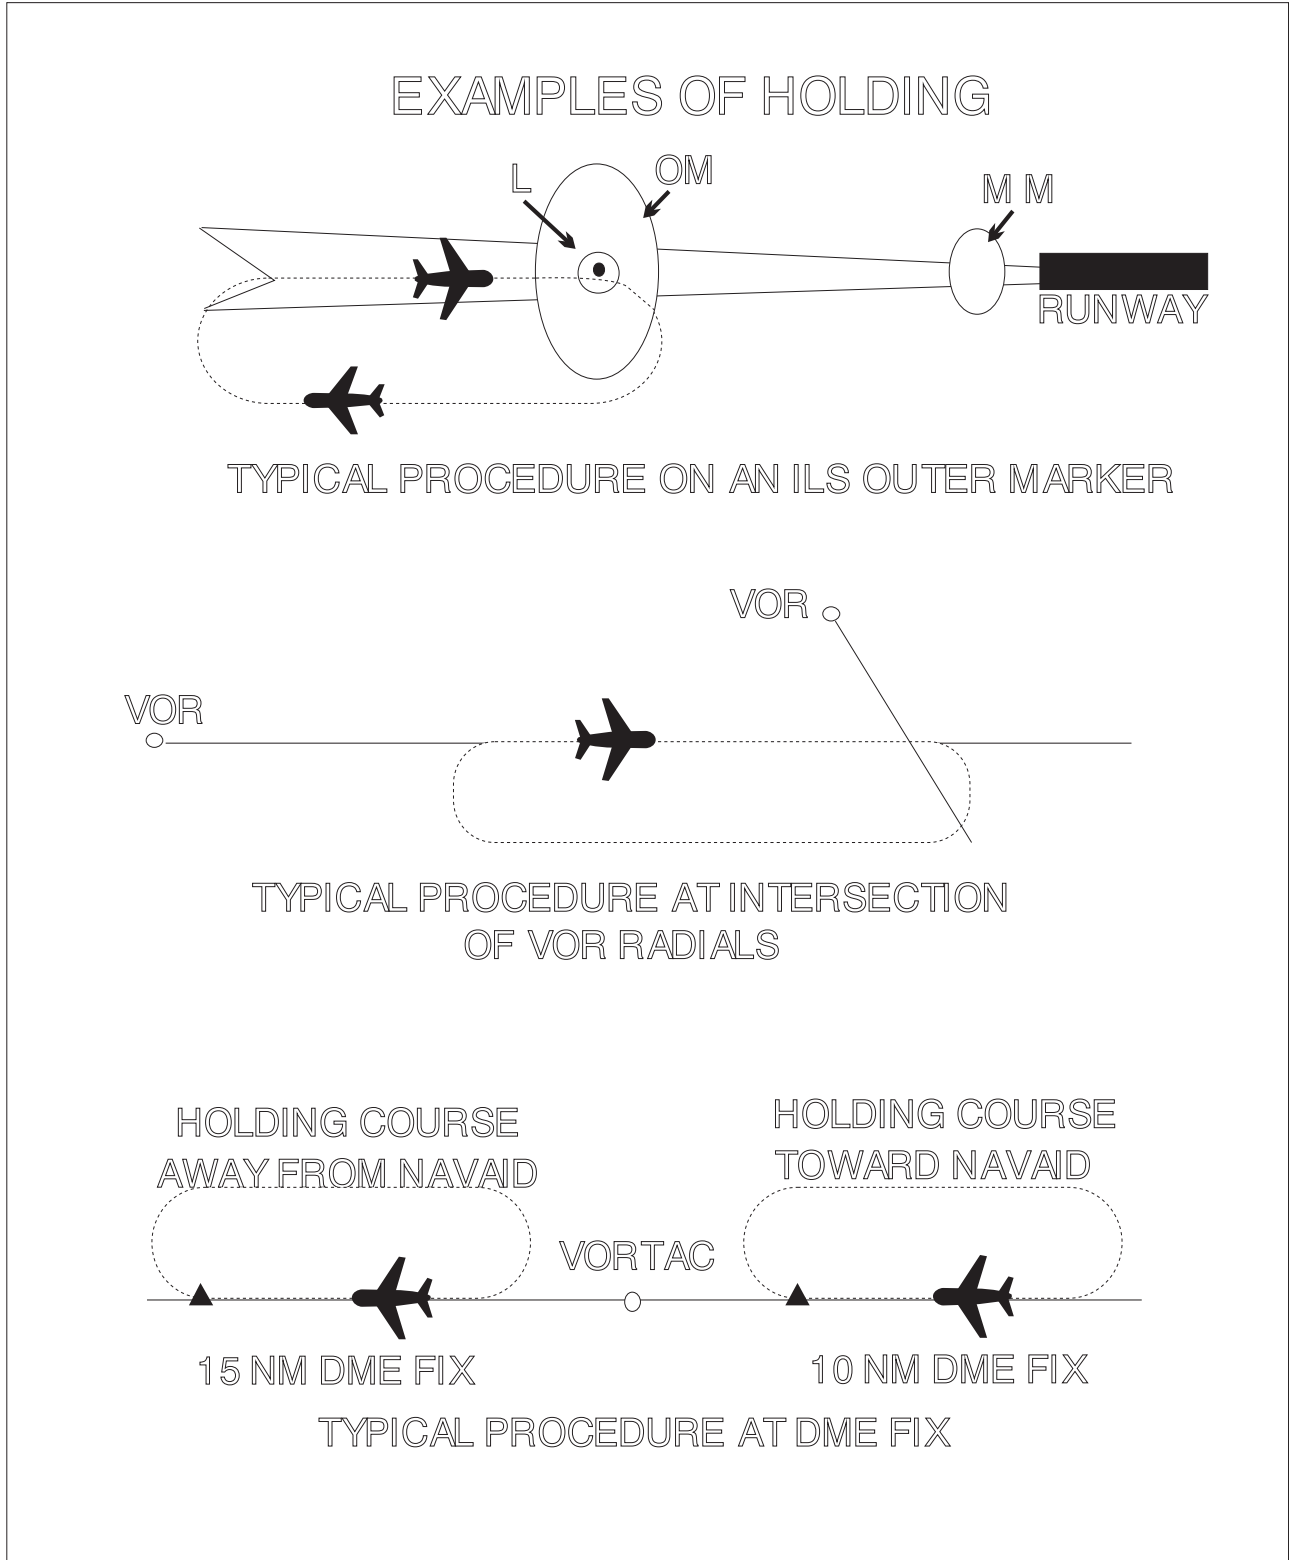 EXAMPLES OF HOLDING
L
OM
M M
RUNWAY
TYPICAL PROCEDURE ON AN ILS OUTER MARKER
VOR
VOR
TYPICAL PROCEDURE AT INTERSECTION
OF VOR RADIALS
HOLDING COURSE
AWAY FROM NAVAID
HOLDING COURSE
TOWARD NAVAID
VORTAC
15 NM DME FIX
10 NM DME FIX
TYPICAL PROCEDURE AT DME FIX